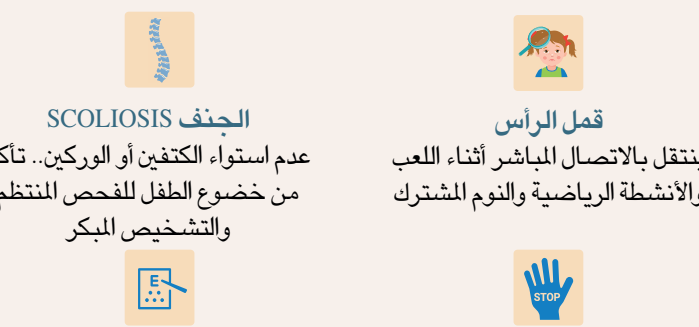 قمل الرأس
ينتقل بالاتصال المباشر أثناء اللعب
والأنشطة الرياضية والنوم المشترك
الجنف SCOLIOSIS
عدم استواء الكتفين أو الوركين.. تأكد
من خضوع الطفل للفحص المنتظم
والتشخيص المبكر
STOP
E